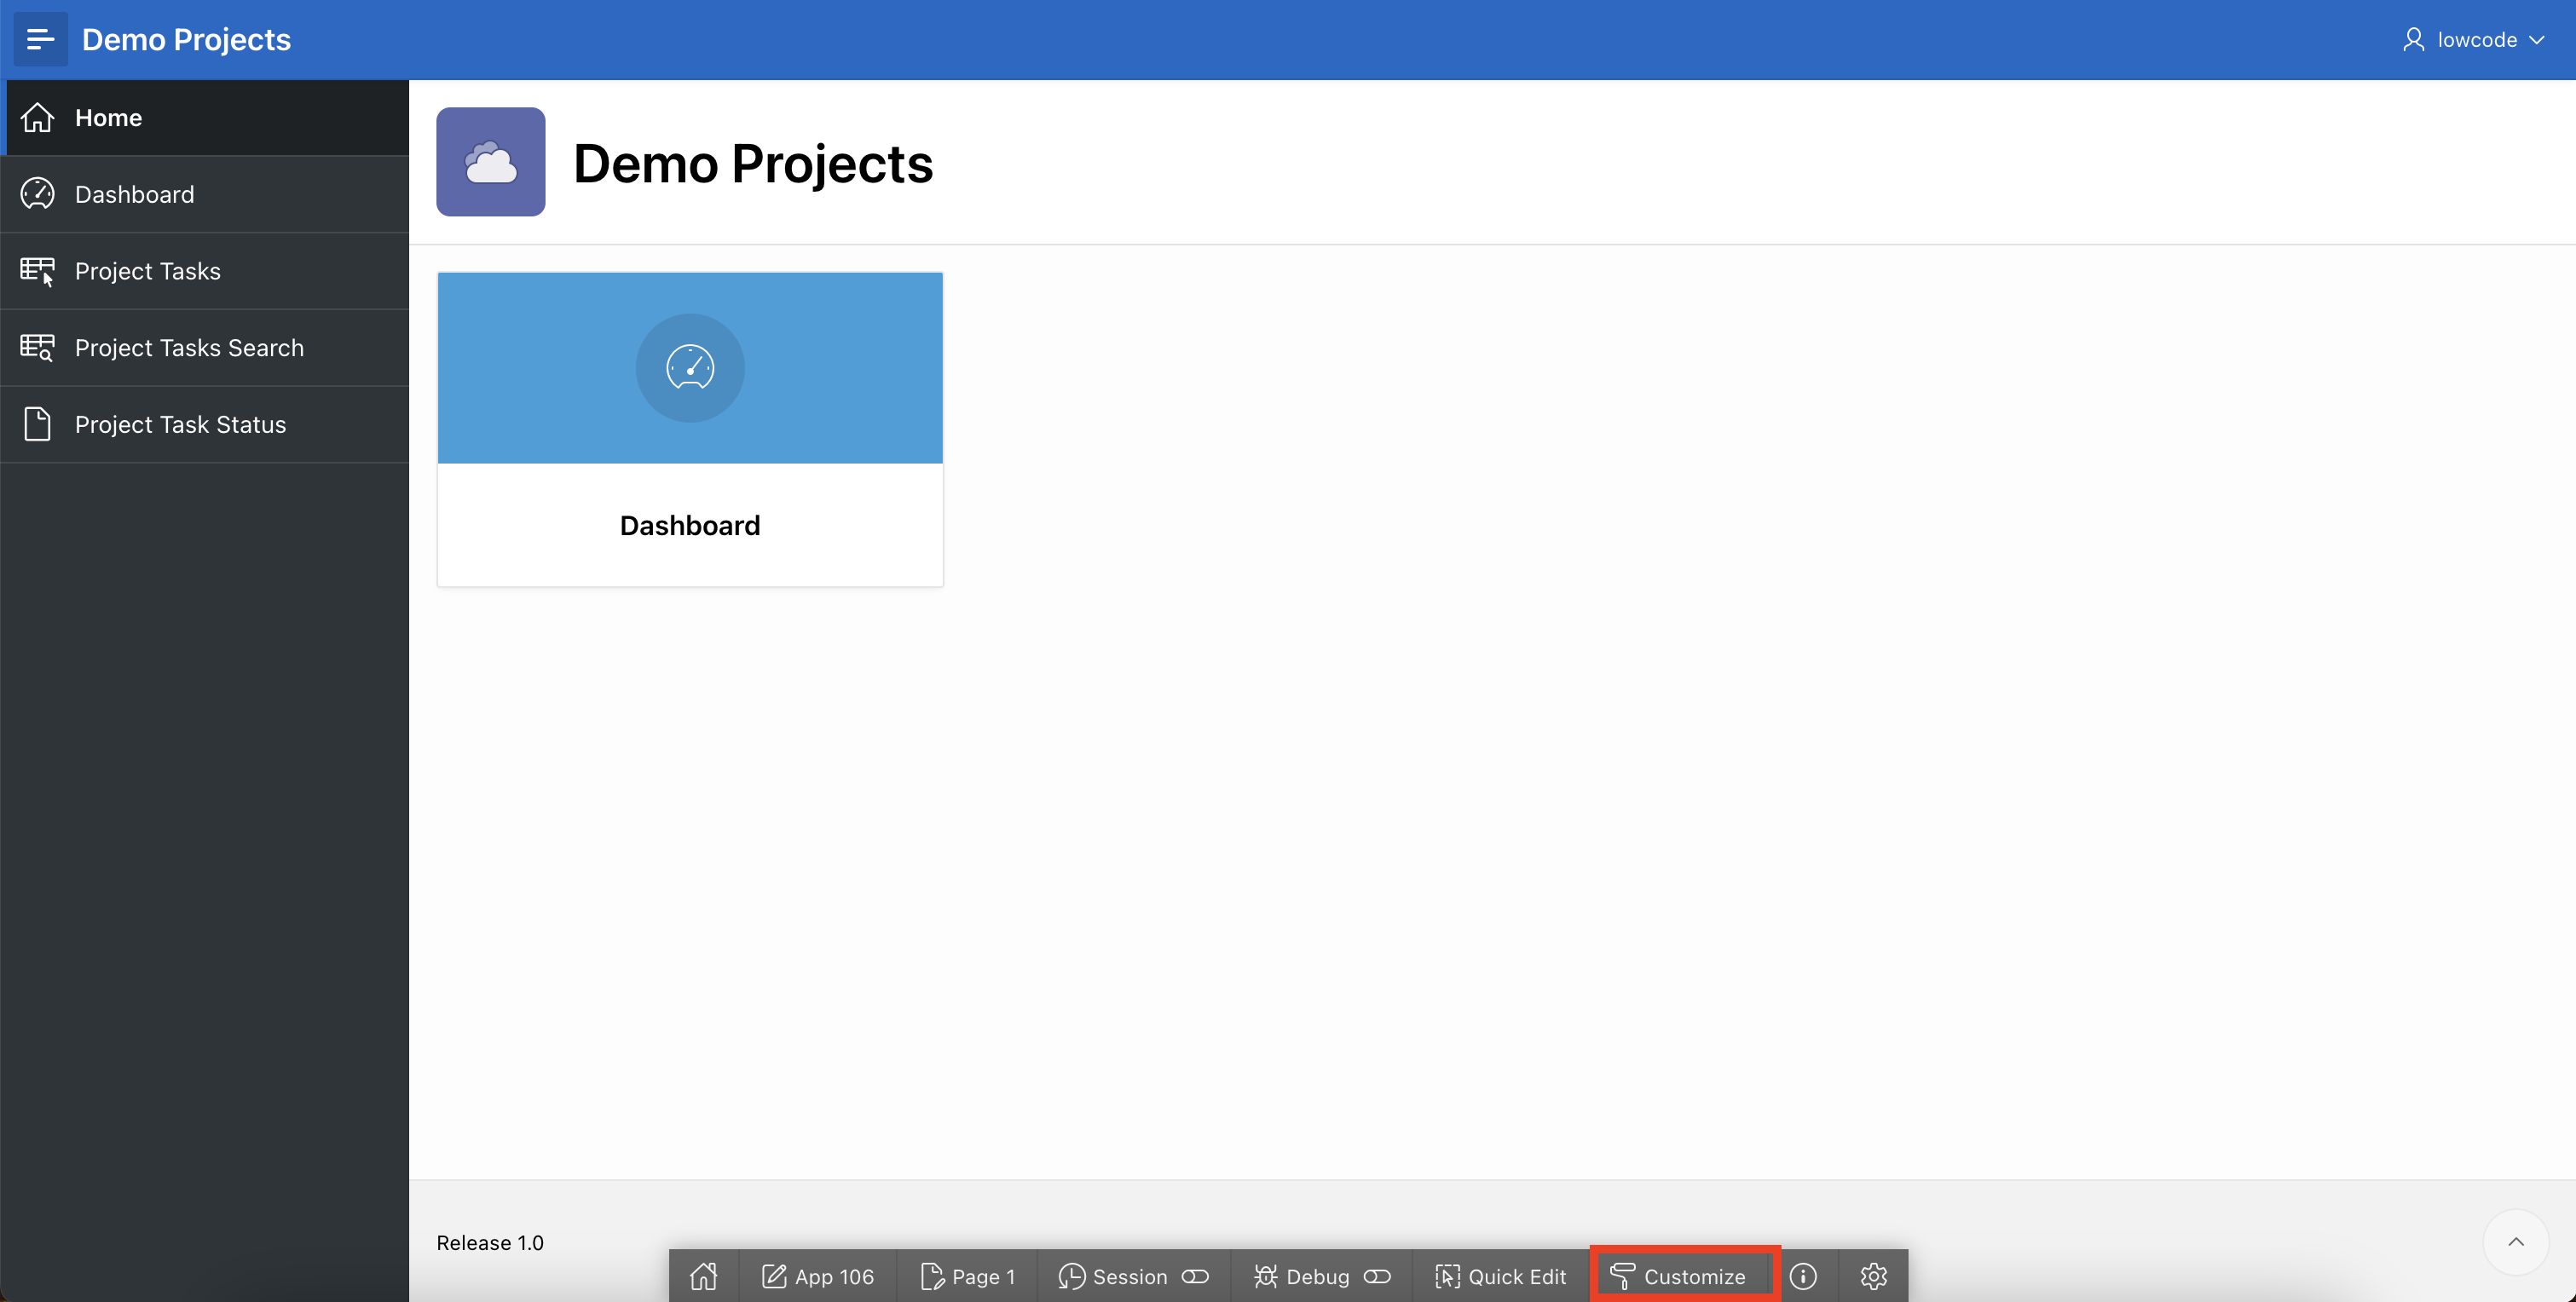 Demo Projects
lowcode
Home
Dashboard
Project Tasks
Project Tasks Search
Project Task Status
Demo Projects
Dashboard
Release 1.0
App 106 Page 1 Session Debug Quick Edit Customize